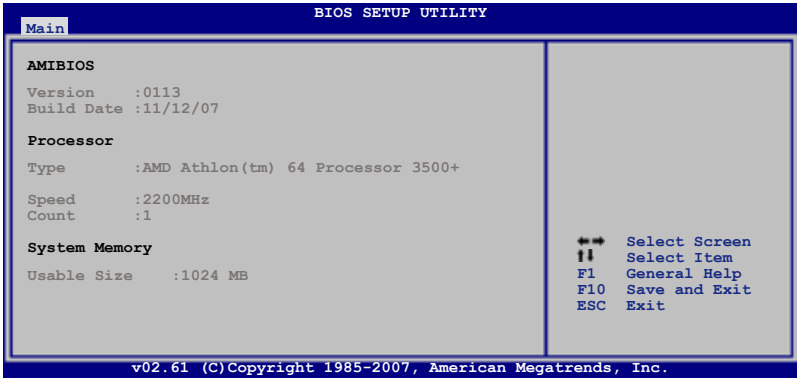 BIOS SETUP UTILITY
Main
AMIBIOS
Version :0113
Build Date :11/12/07
Processor
Type :AMD Athlon(tm) 64 Processor 3500+
Speed :2200MHz
Count :1
System Memory
Usable Size :1024 MB
←→ Select Screen
↑↓ Select Item
F1 General Help
F10 Save and Exit
ESC Exit
v02.61 (C)Copyright 1985-2007, American Megatrends, Inc.